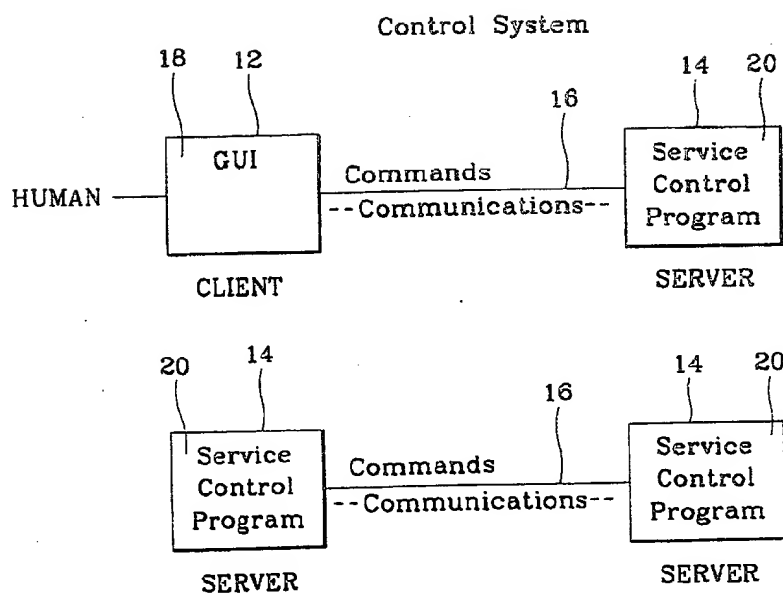 Control System
18 12 16 14 20
GUI
HUMAN
Commands
--Communications--
Service
Control
Program
CLIENT
SERVER
20 14 16 14 20
Service
Control
Program
Commands
--Communications--
Service
Control
Program
SERVER
SERVER